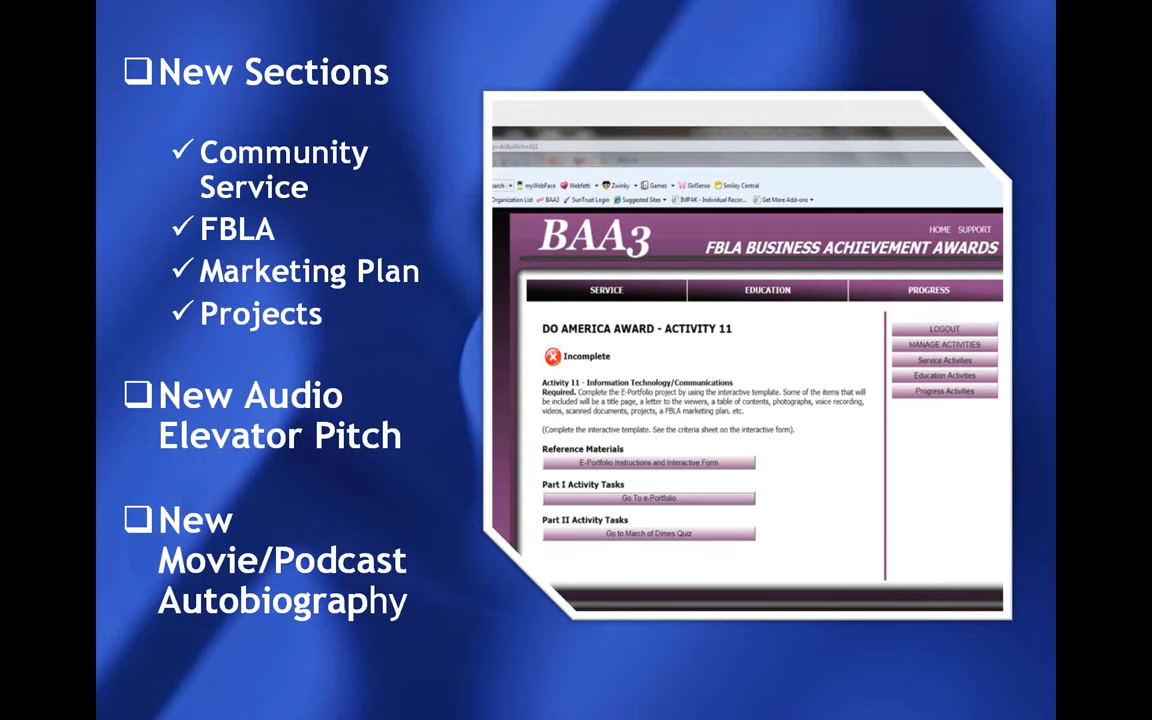 New Sections
Community
Service
FBLA
Marketing Plan
Projects
New Audio
Elevator Pitch
New
Movie/Podcast
Autobiography
myWebFace Webfetti Zwinky Games GirlSense Smiley Central
Organization List BAA3 SunTrust Login Suggested Sites IMPAK - Individual Recor... Get More Add-ons
BAA3
HOME SUPPORT
FBLA BUSINESS ACHIEVEMENT AWARDS
SERVICE EDUCATION PROGRESS
DO AMERICA AWARD - ACTIVITY 11
Incomplete
Activity 11 - Information Technology/Communications
Required. Complete the E-Portfolio project by using the interactive template. Some of the items that will
be included will be a title page, a letter to the viewers, a table of contents, photographs, voice recording,
videos, scanned documents, projects, a FBLA marketing plan. etc.
(Complete the interactive template. See the criteria sheet on the interactive form).
Reference Materials
E-Portfolio Instructions and Interactive Form
Part I Activity Tasks
Go To e-Portfolio
Part II Activity Tasks
Go to March of Dimes Quiz
LOGOUT
MANAGE ACTIVITIES
Service Activities
Education Activities
Progress Activities